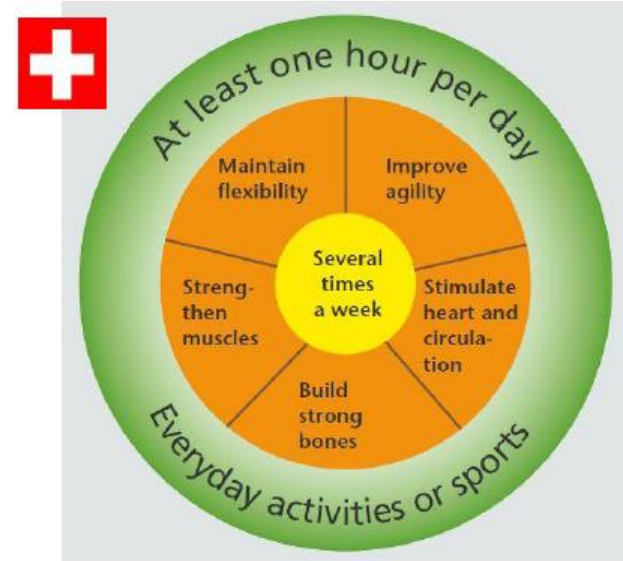 At least one hour per day
Maintain
flexibility
Improve
agility
Several
times
a week
Streng-
then
muscles
Stimulate
heart and
circula-
tion
Build
strong
bones
Everyday activities or sports